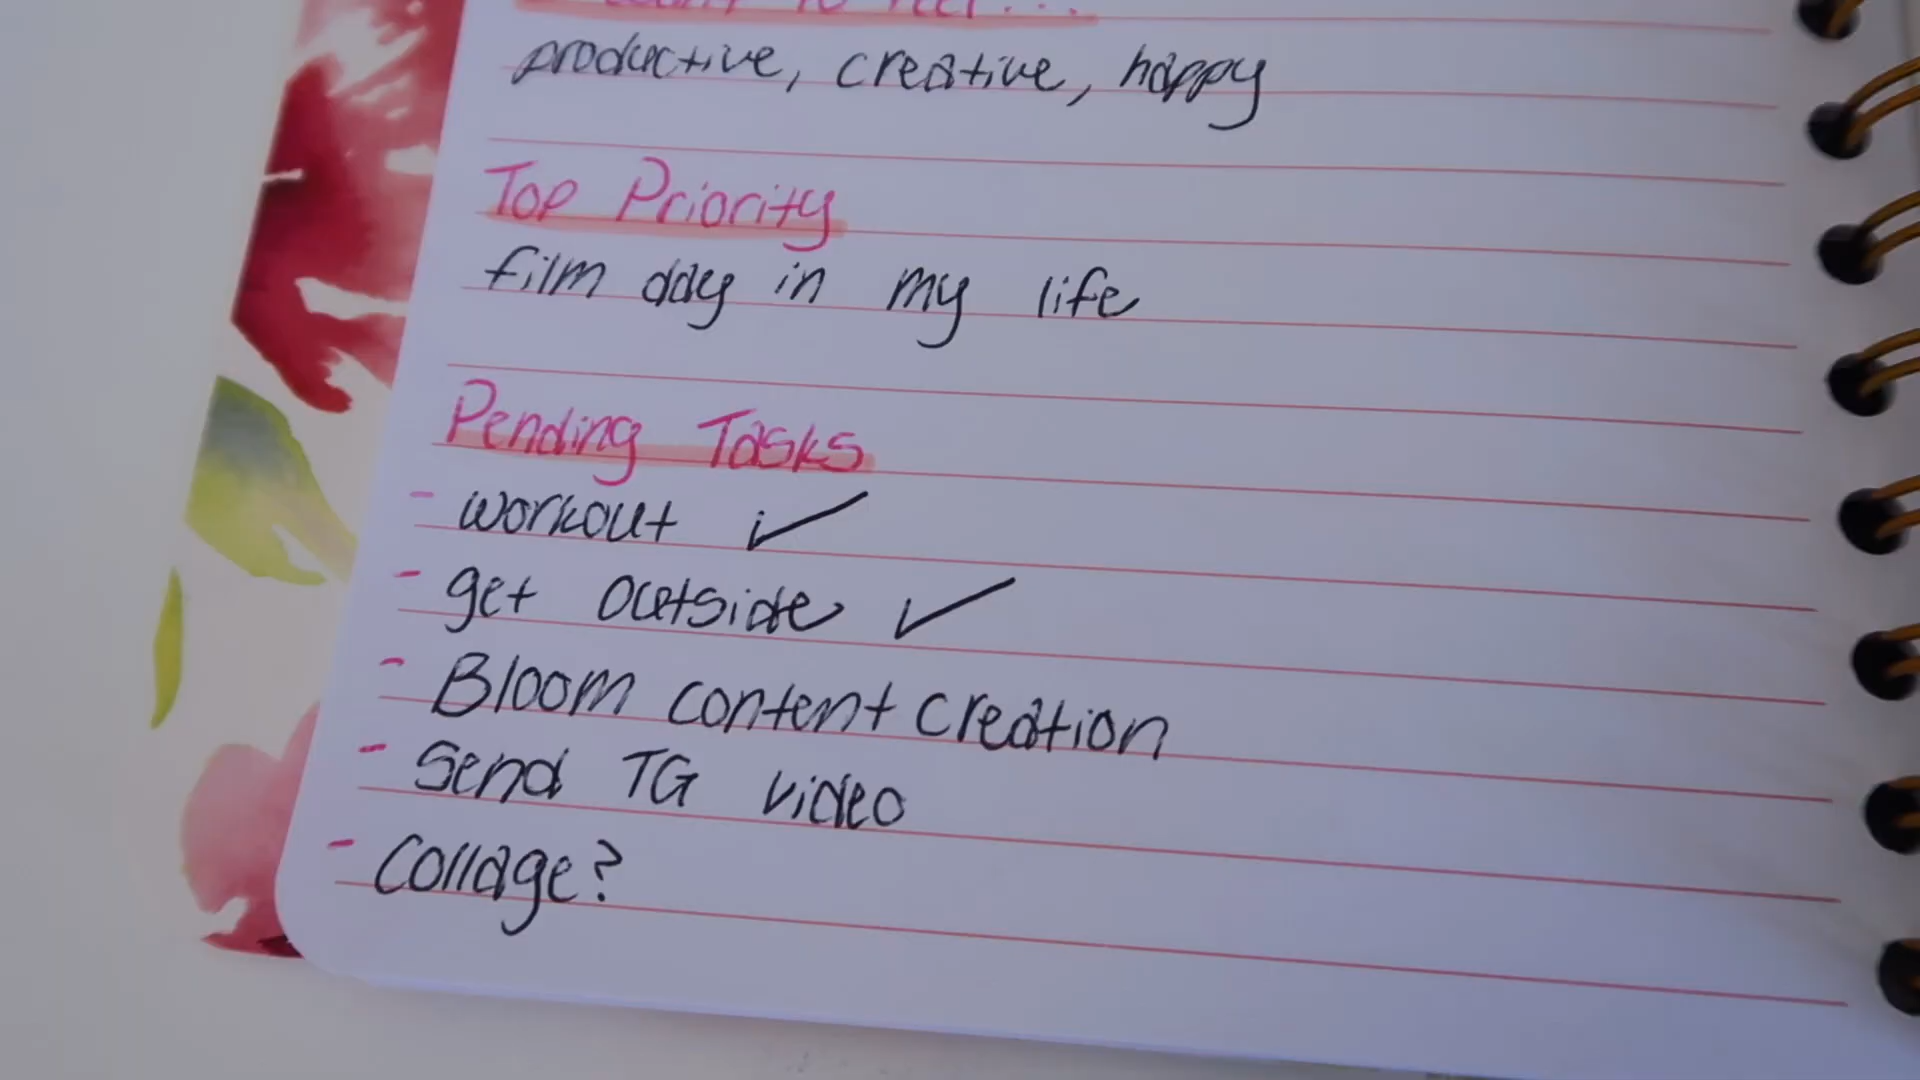 to
productive, creative, happy
Top Priority
film day in my life
Pending Tasks
- workout ✓
- get outside ✓
- Bloom content creation
- Send TG video
- Collage?